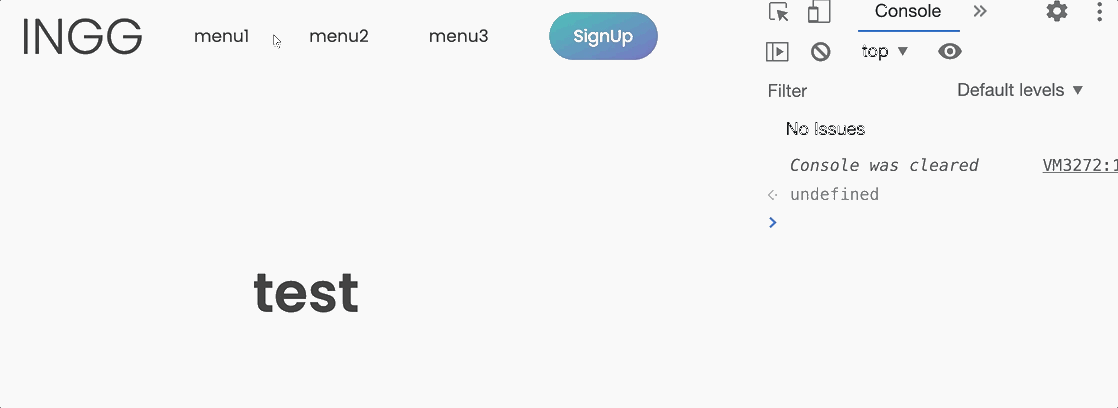 INGG menu1 menu2 menu3 SignUp
test
Console
top
Filter Default levels
No Issues
Console was cleared VM3272:1
undefined